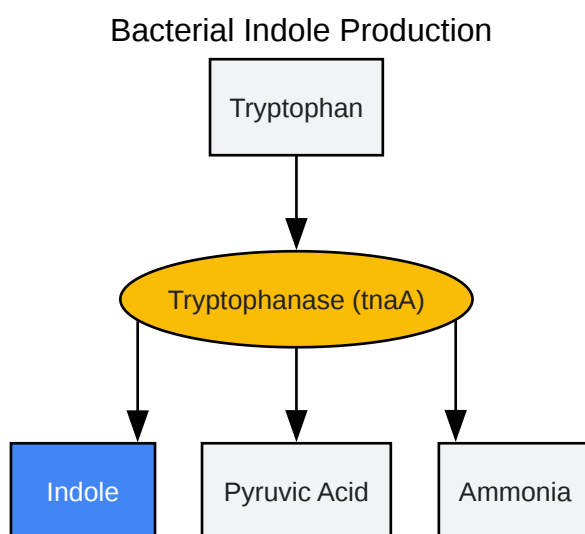 Bacterial Indole Production
Tryptophan
Tryptophanase (tnaA)
Indole
Pyruvic Acid
Ammonia